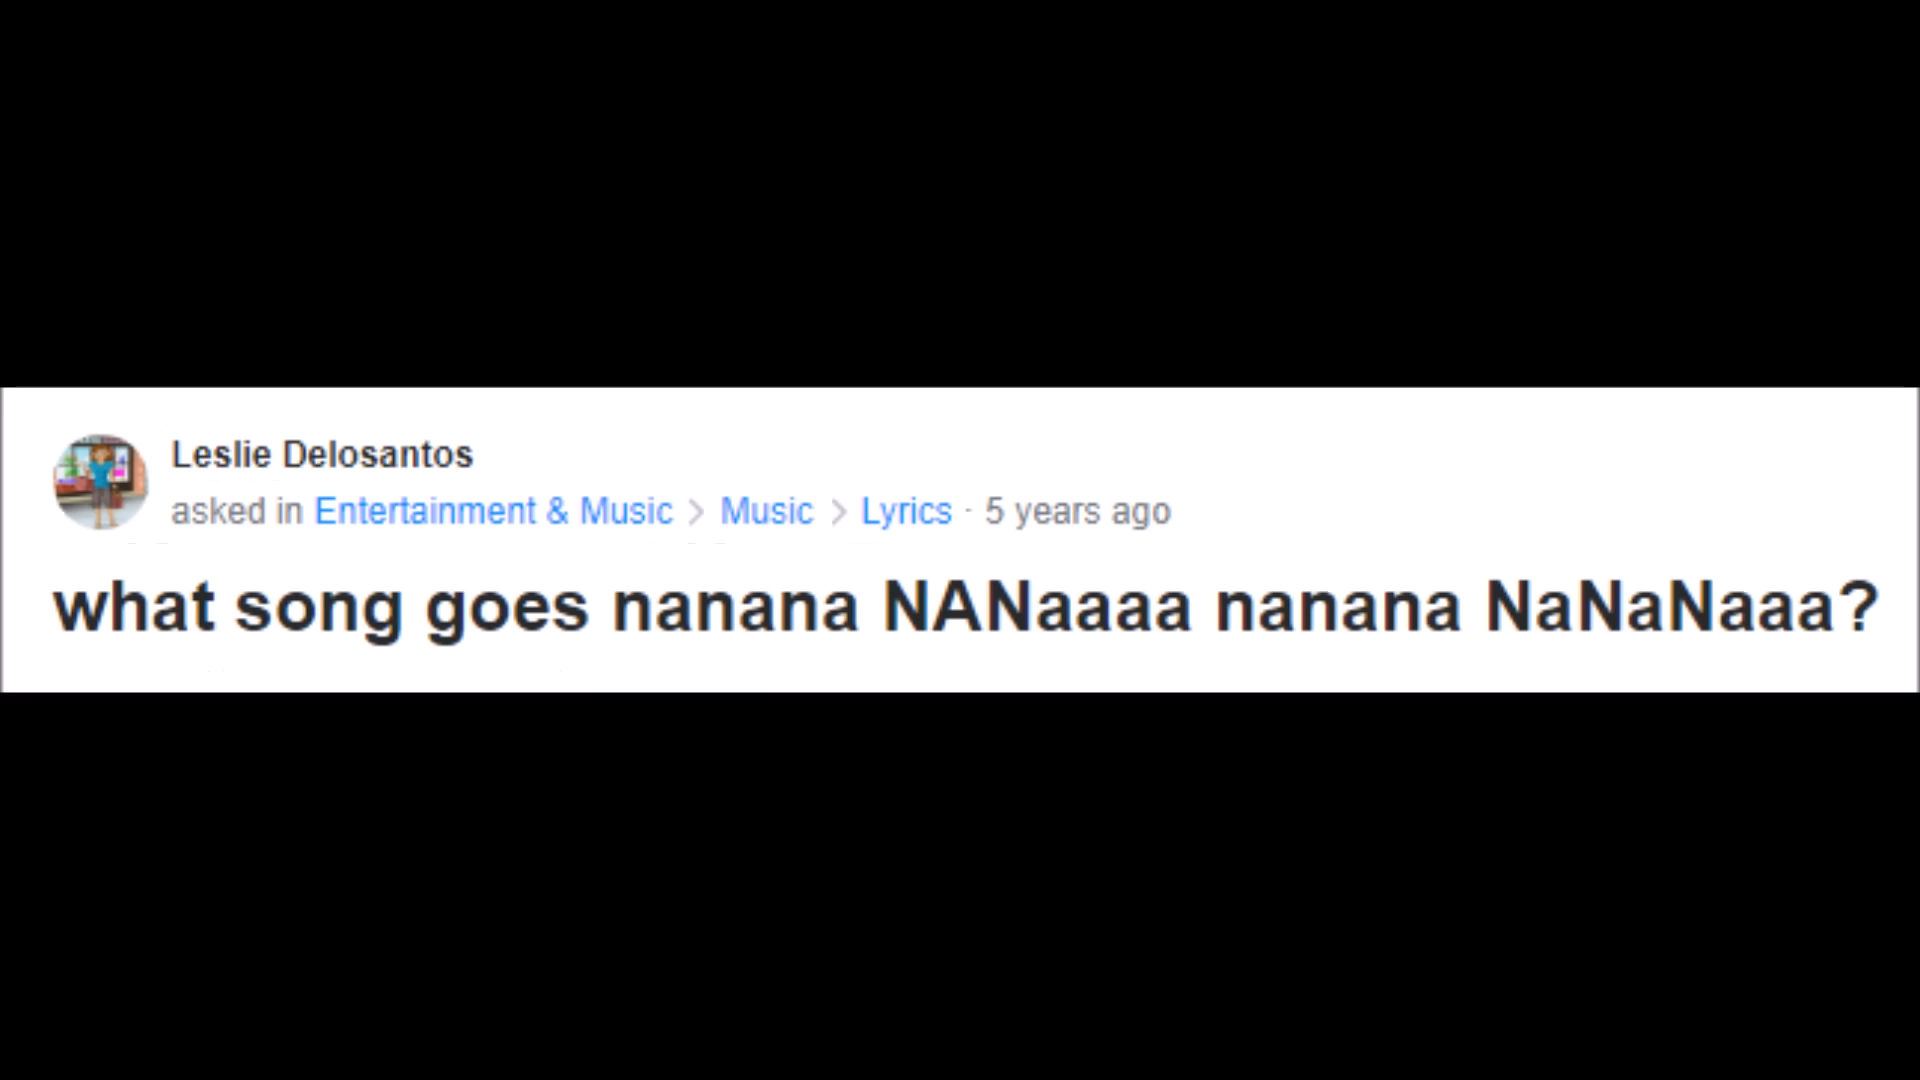 Leslie Delosantos
asked in Entertainment & Music > Music > Lyrics · 5 years ago
what song goes nanana NANaaaa nanana NaNaNaaa?